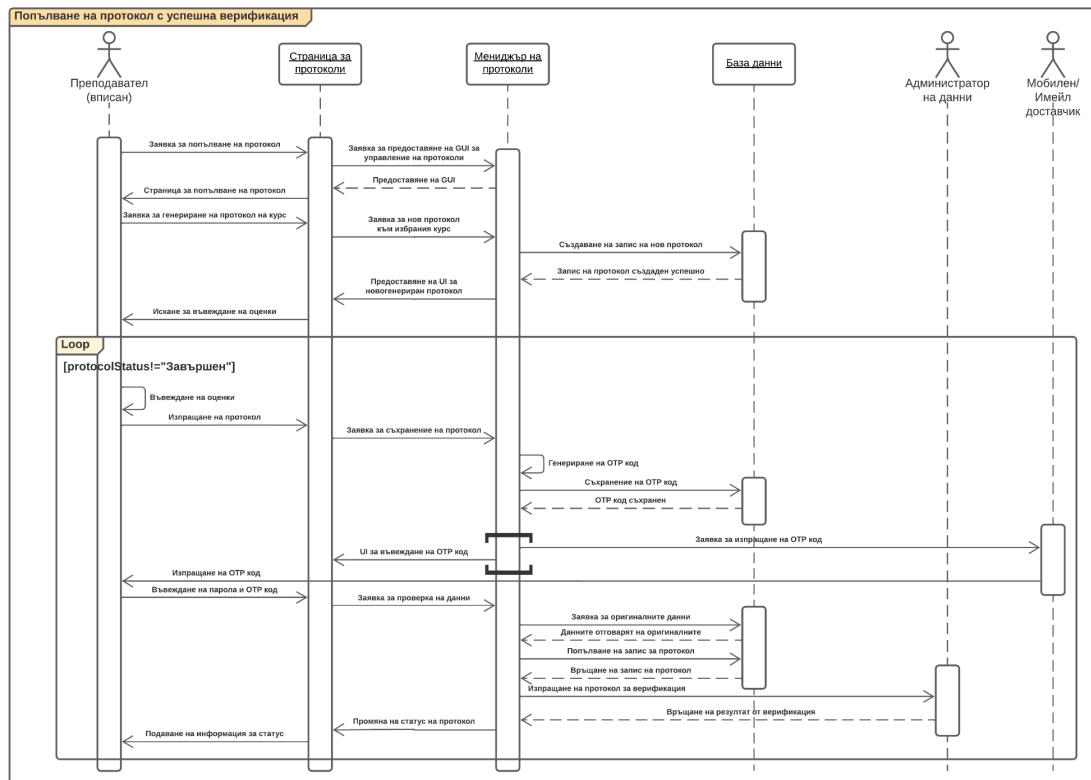 Попълване на протокол с успешна верификация
Преподавател
(вписан)
Страница за
протоколи
Мениджър на
протоколи
База данни
Администратор
на данни
Мобилен/
Имейл
доставчик
Заявка за попълване на протокол
Заявка за предоставяне на GUI за
управление на протоколи
Предоставяне на GUI
Страница за попълване на протокол
Заявка за генериране на протокол на курс
Заявка за нов протокол
към избрания курс
Създаване на запис на нов протокол
Запис на протокол създаден успешно
Предоставяне на UI за
новогенериран протокол
Искане за въвеждане на оценки
Loop
[protocolStatus!="Завършен"]
Въвеждане на оценки
Изпращане на протокол
Заявка за съхранение на протокол
Генериране на ОТР код
Съхранение на ОТР код
ОТР код съхранен
Заявка за изпращане на ОТР код
UI за въвеждане на ОТР код
Изпращане на ОТР код
Въвеждане на парола и ОТР код
Заявка за проверка на данни
Заявка за оригиналните данни
Данните отговарят на оригиналните
Попълване на запис за протокол
Връщане на запис на протокол
Изпращане на протокол за верификация
Връщане на резултат от верификация
Промяна на статус на протокол
Подаване на информация за статус